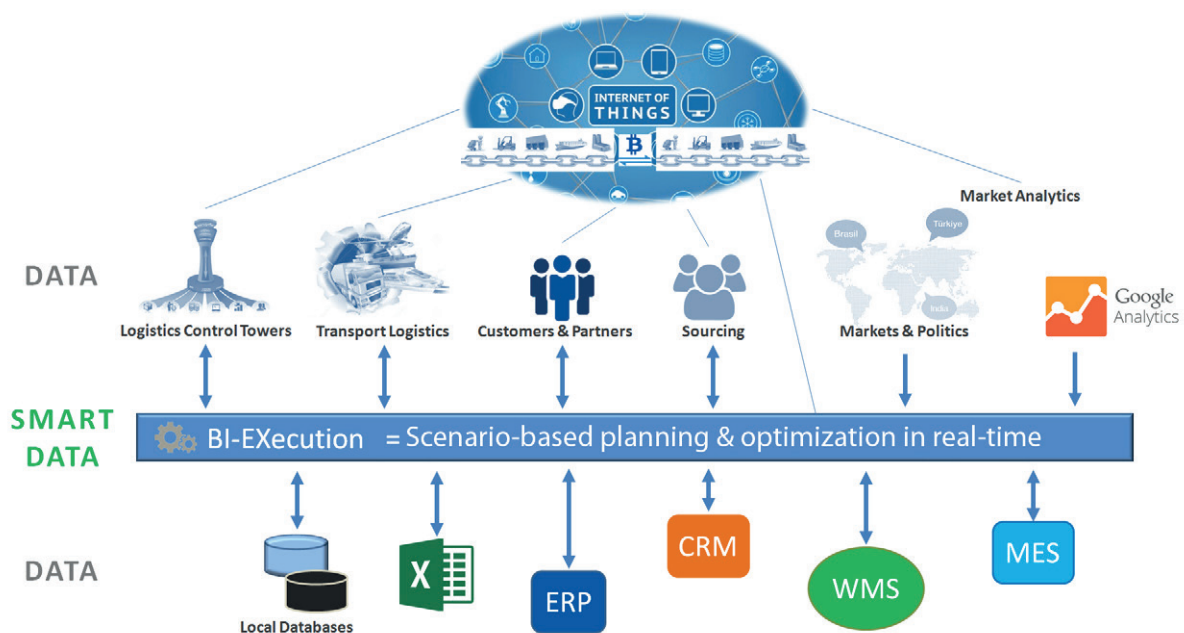 INTERNET OF
THINGS
B
Market Analytics
Brasil
Türkiye
India
DATA
Google
Analytics
Logistics Control Towers
Transport Logistics
Customers & Partners
Sourcing
Markets & Politics
SMART
DATA
BI-EXecution = Scenario-based planning & optimization in real-time
DATA
X
CRM
MES
ERP
WMS
Local Databases